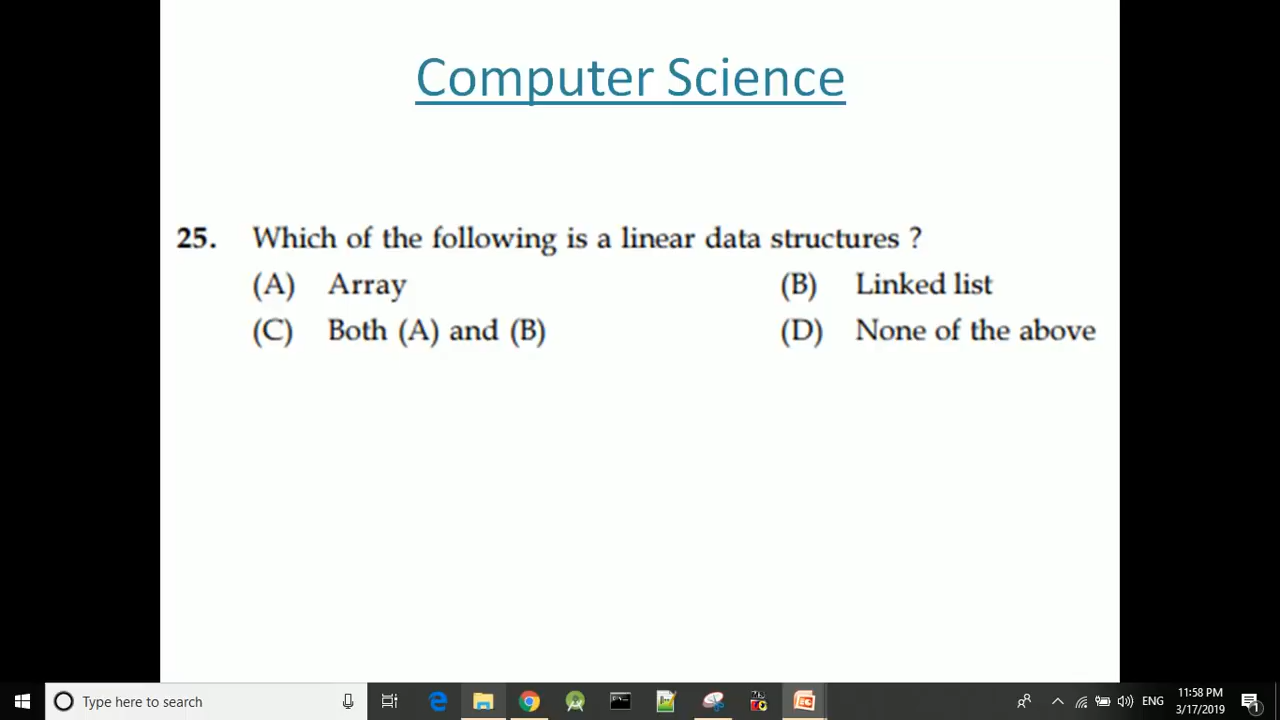 Computer Science
25. Which of the following is a linear data structures ?
(A) Array (B) Linked list
(C) Both (A) and (B) (D) None of the above
Type here to search ENG 11:58 PM
3/17/2019 1